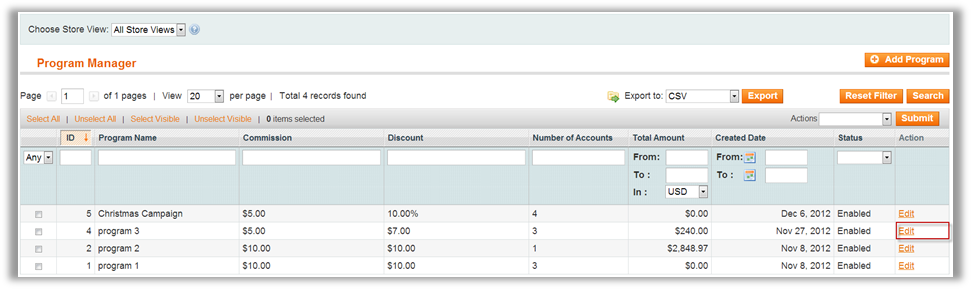 Choose Store View: All Store Views
Program Manager Add Program
Page 1 of 1 pages | View 20 per page | Total 4 records found Export to: CSV Export Reset Filter Search
Select All | Unselect All | Select Visible | Unselect Visible | 0 items selected Actions Submit
ID Program Name Commission Discount Number of Accounts Total Amount Created Date Status Action
Any From: From:
To : To :
In : USD
5 Christmas Campaign $5.00 10.00% 4 $0.00 Dec 6, 2012 Enabled Edit
4 program 3 $5.00 $7.00 3 $240.00 Nov 27, 2012 Enabled Edit
2 program 2 $10.00 $10.00 1 $2,848.97 Nov 8, 2012 Enabled Edit
1 program 1 $10.00 $10.00 3 $0.00 Nov 8, 2012 Enabled Edit